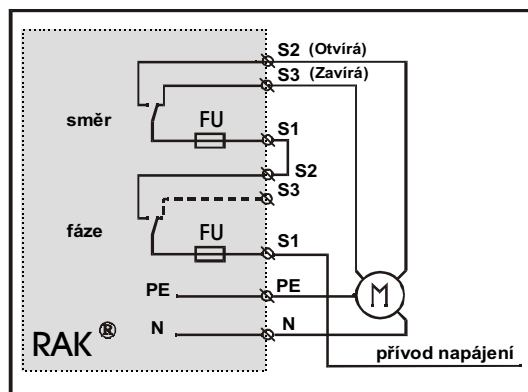 S2 (Otvírá)
S3 (Zavírá)
směr
FU
S1
S2
S3
fáze
FU
S1
PE
PE
M
N
N
RAK ®
přívod napájení